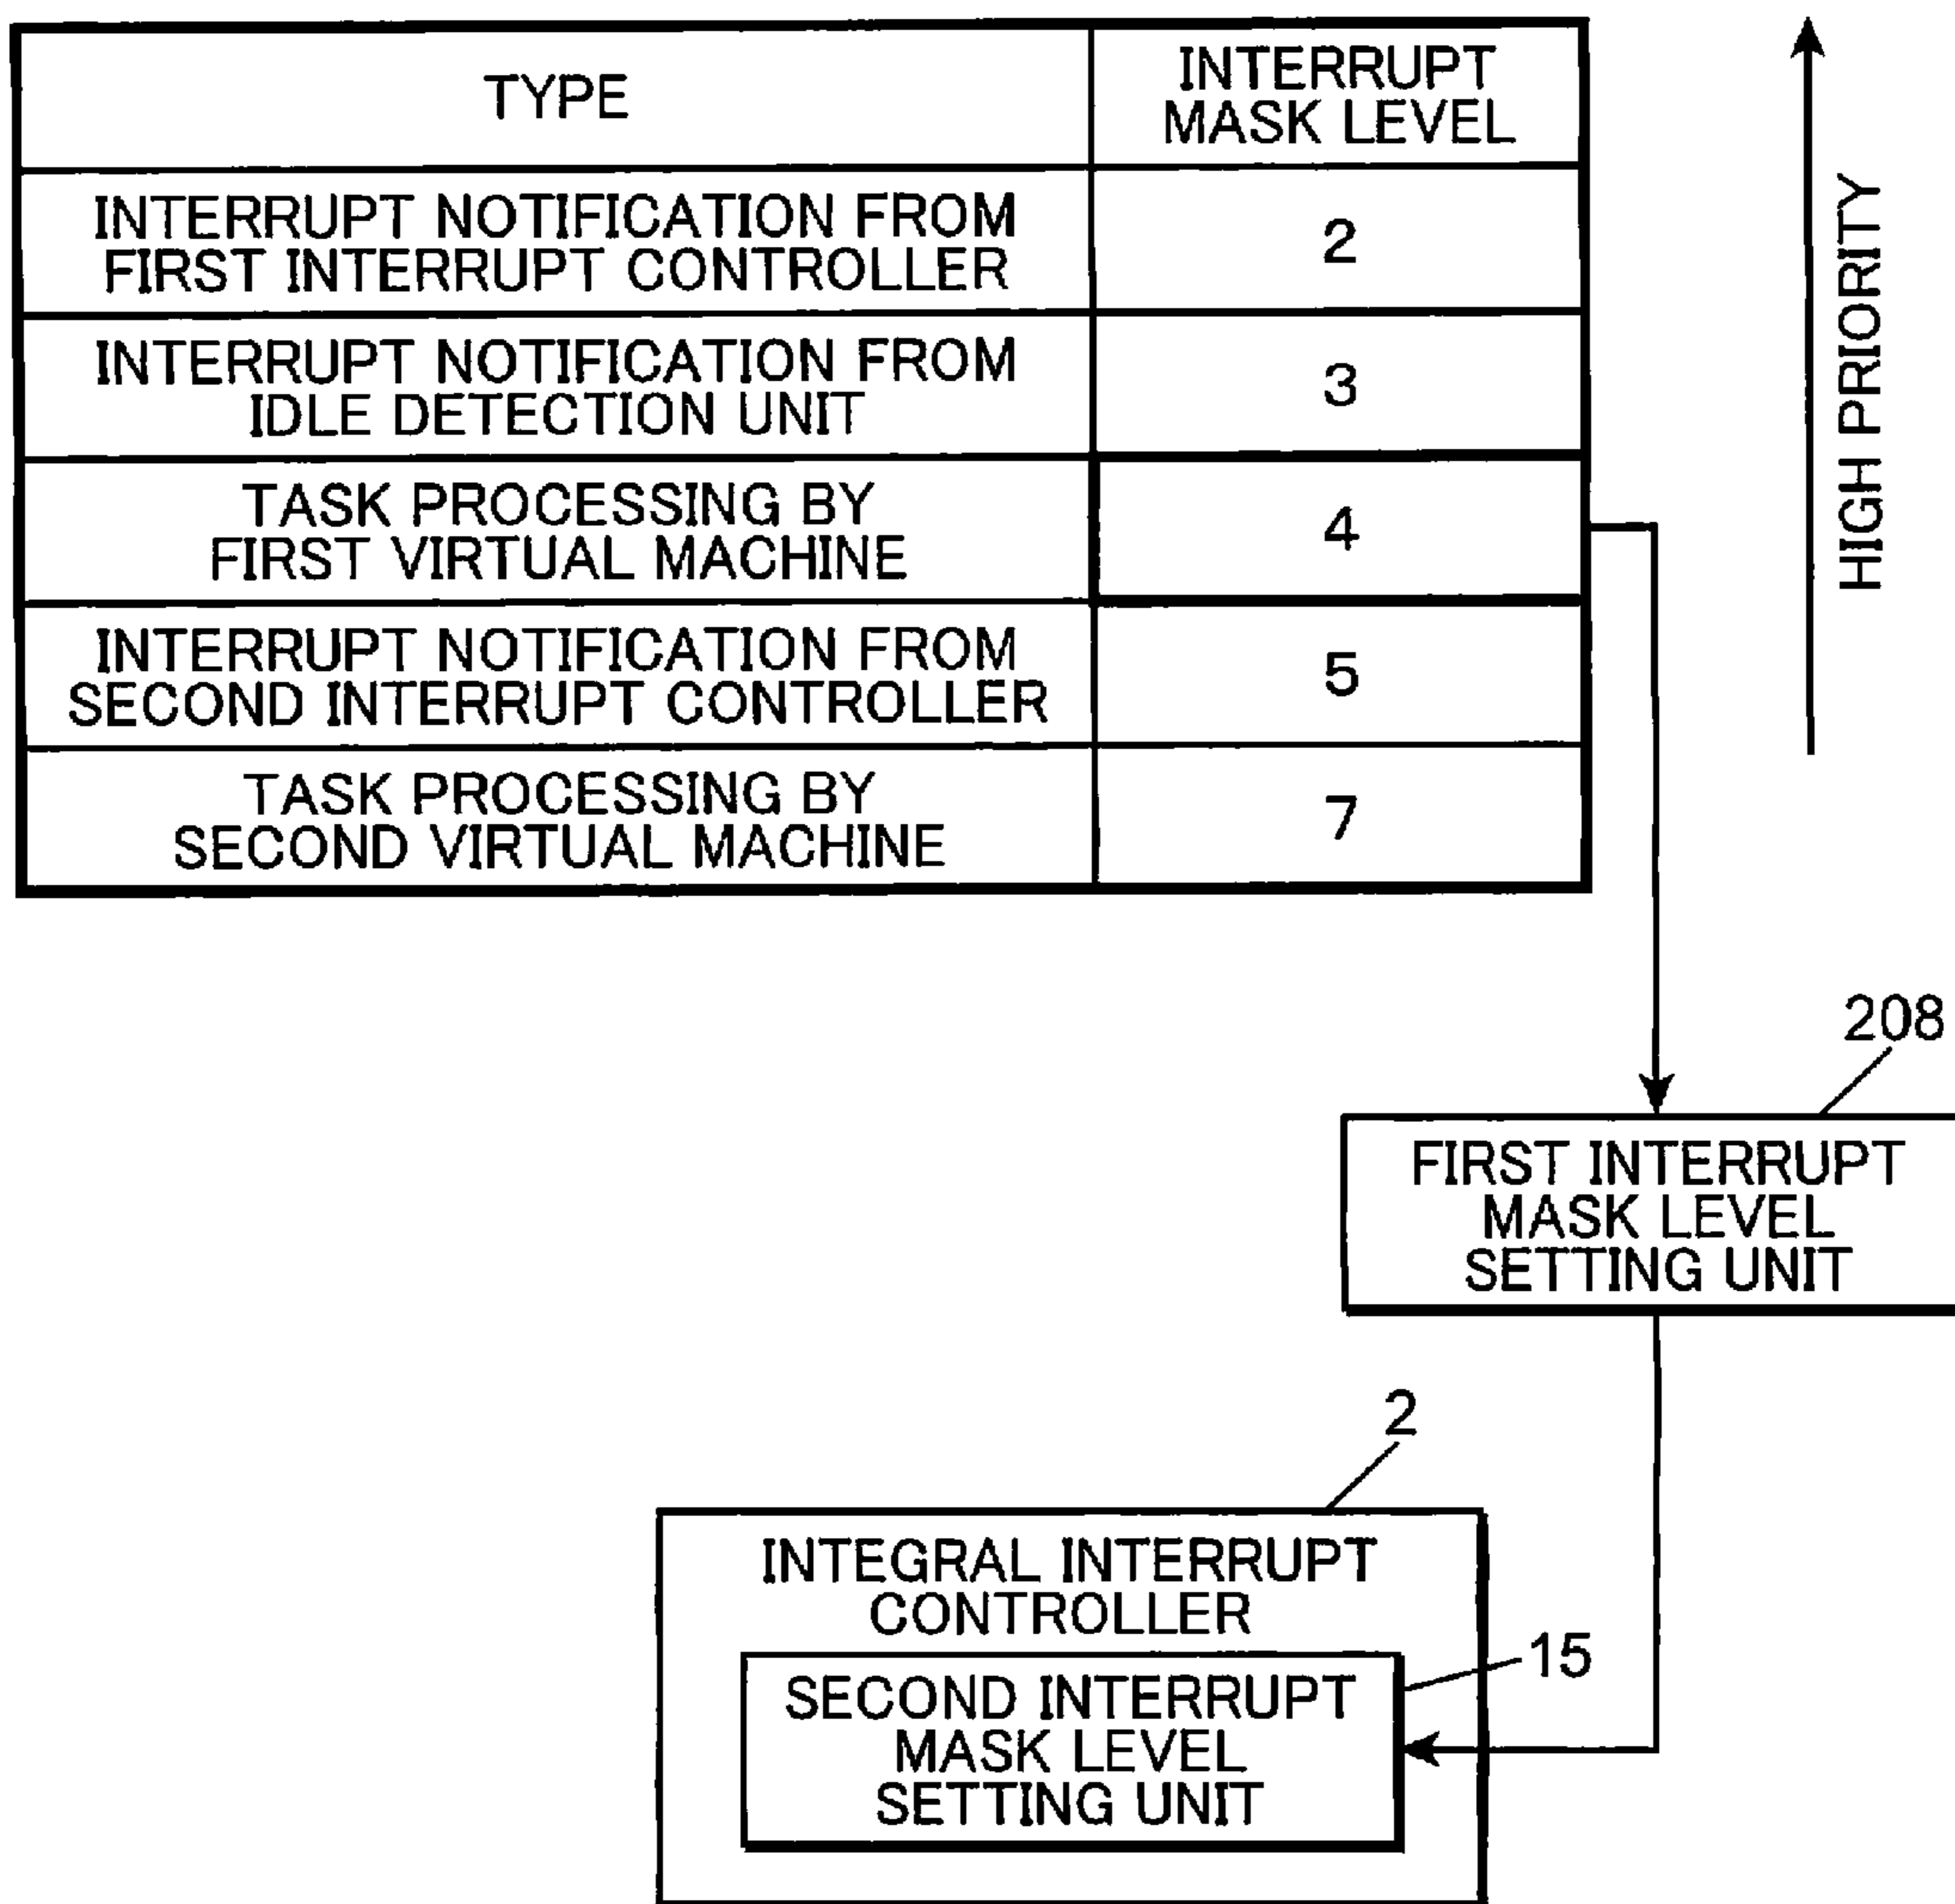 TYPE
INTERRUPT
MASK LEVEL
INTERRUPT NOTIFICATION FROM
FIRST INTERRUPT CONTROLLER
2
INTERRUPT NOTIFICATION FROM
IDLE DETECTION UNIT
3
TASK PROCESSING BY
FIRST VIRTUAL MACHINE
4
INTERRUPT NOTIFICATION FROM
SECOND INTERRUPT CONTROLLER
5
TASK PROCESSING BY
SECOND VIRTUAL MACHINE
7
HIGH PRIORITY
208
FIRST INTERRUPT
MASK LEVEL
SETTING UNIT
2
INTEGRAL INTERRUPT
CONTROLLER
15
SECOND INTERRUPT
MASK LEVEL
SETTING UNIT